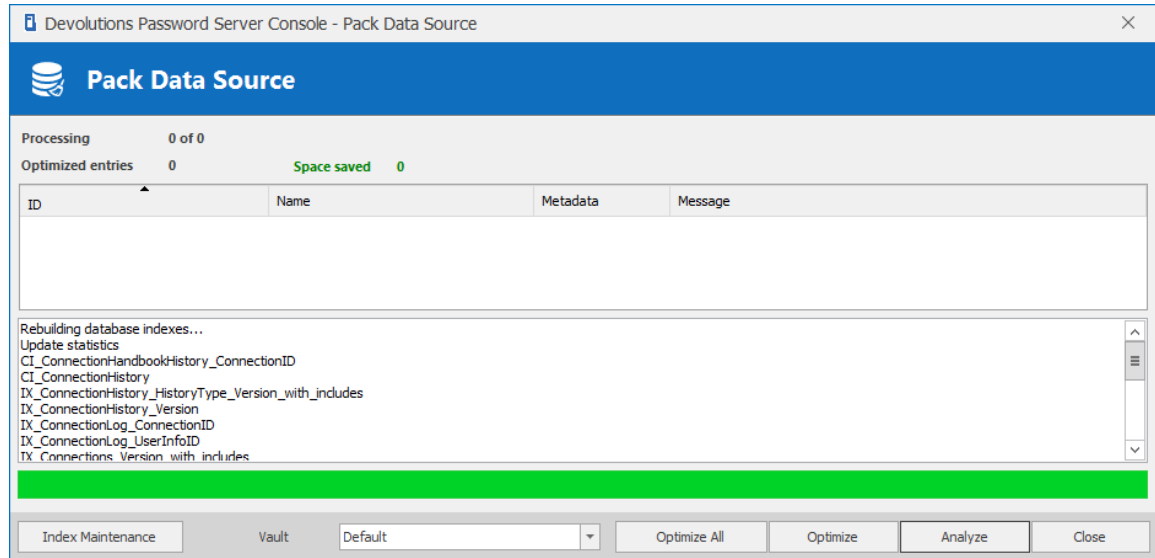 Devolutions Password Server Console - Pack Data Source
Pack Data Source
Processing 0 of 0
Optimized entries 0 Space saved 0
ID Name Metadata Message
Rebuilding database indexes...
Update statistics
CI_ConnectionHandbookHistory_ConnectionID
CI_ConnectionHistory
IX_ConnectionHistory_HistoryType_Version_with_includes
IX_ConnectionHistory_Version
IX_ConnectionLog_ConnectionID
IX_ConnectionLog_UserInfoID
IX_Connections_Version_with_includes
Index Maintenance Vault Default Optimize All Optimize Analyze Close